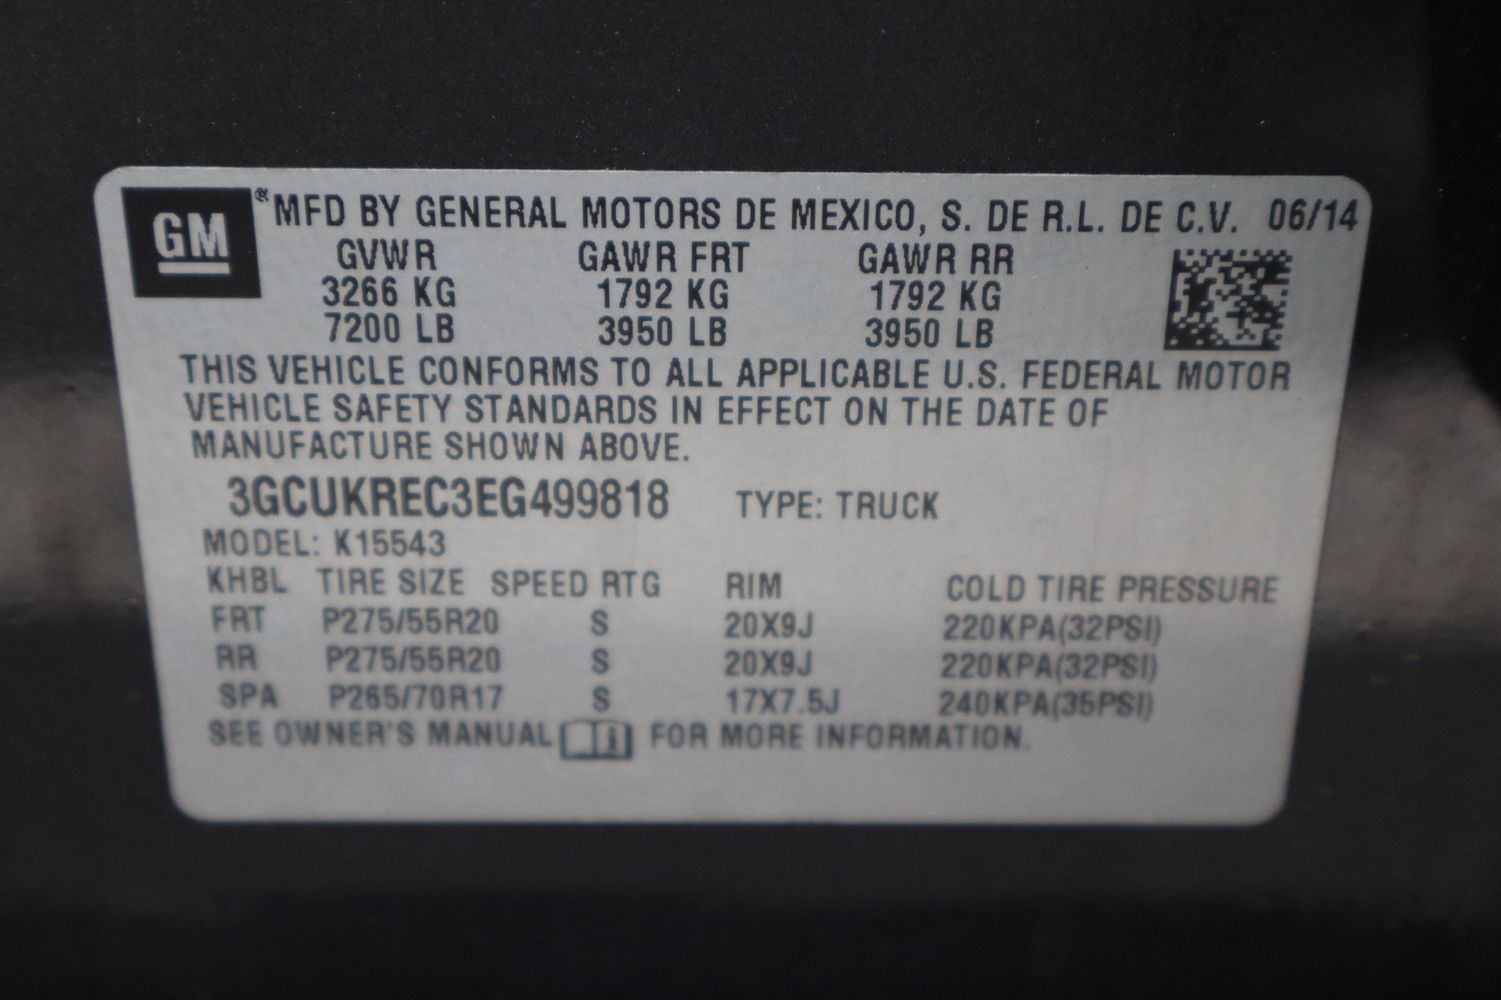 GM ® MFD BY GENERAL MOTORS DE MEXICO, S. DE R.L. DE C.V. 06/14
GVWR GAWR FRT GAWR RR
3266 KG 1792 KG 1792 KG
7200 LB 3950 LB 3950 LB
THIS VEHICLE CONFORMS TO ALL APPLICABLE U.S. FEDERAL MOTOR
VEHICLE SAFETY STANDARDS IN EFFECT ON THE DATE OF
MANUFACTURE SHOWN ABOVE.
3GCUKREC3EG499818 TYPE: TRUCK
MODEL: K15543
KHBL TIRE SIZE SPEED RTG RIM COLD TIRE PRESSURE
FRT P275/55R20 S 20X9J 220KPA(32PSI)
RR P275/55R20 S 20X9J 220KPA(32PSI)
SPA P265/70R17 S 17X7.5J 240KPA(35PSI)
SEE OWNER'S MANUAL i FOR MORE INFORMATION.